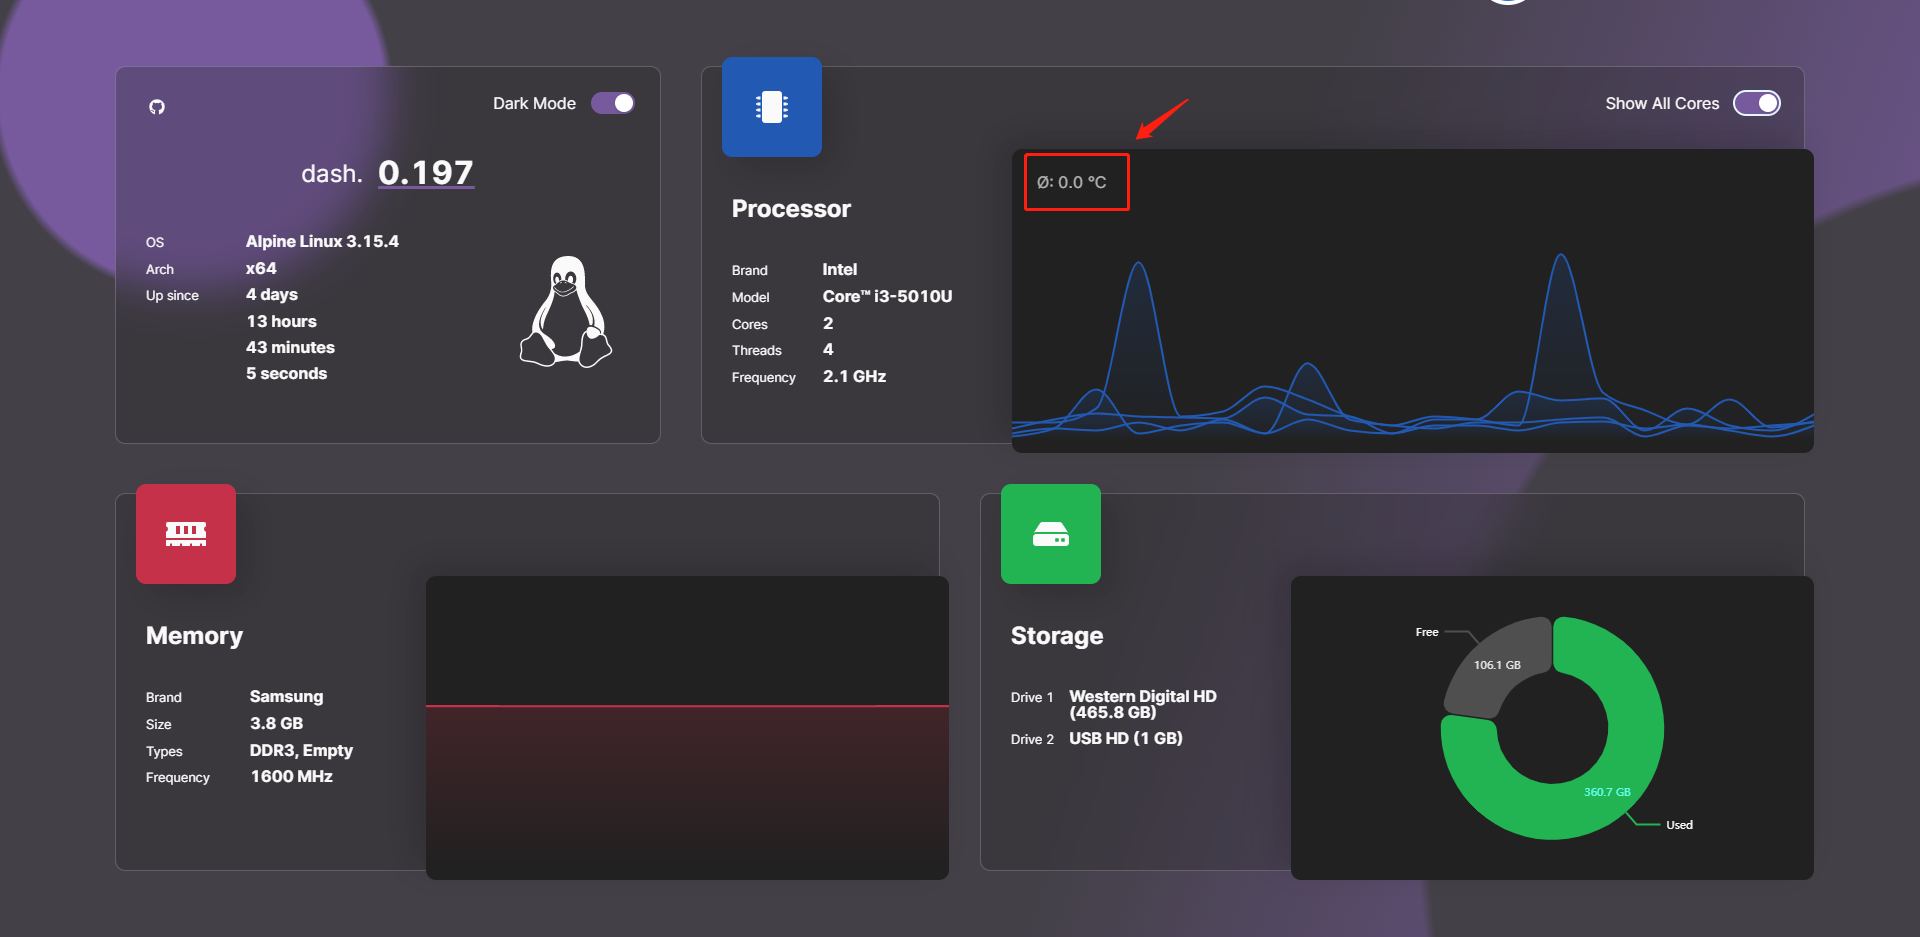 Dark Mode
dash. 0.197
OS Alpine Linux 3.15.4
Arch x64
Up since 4 days
13 hours
43 minutes
5 seconds
Show All Cores
Ø: 0.0 °C
Processor
Brand Intel
Model Core™ i3-5010U
Cores 2
Threads 4
Frequency 2.1 GHz
Memory
Brand Samsung
Size 3.8 GB
Types DDR3, Empty
Frequency 1600 MHz
Storage
Drive 1 Western Digital HD
(465.8 GB)
Drive 2 USB HD (1 GB)
Free
106.1 GB
360.7 GB
Used